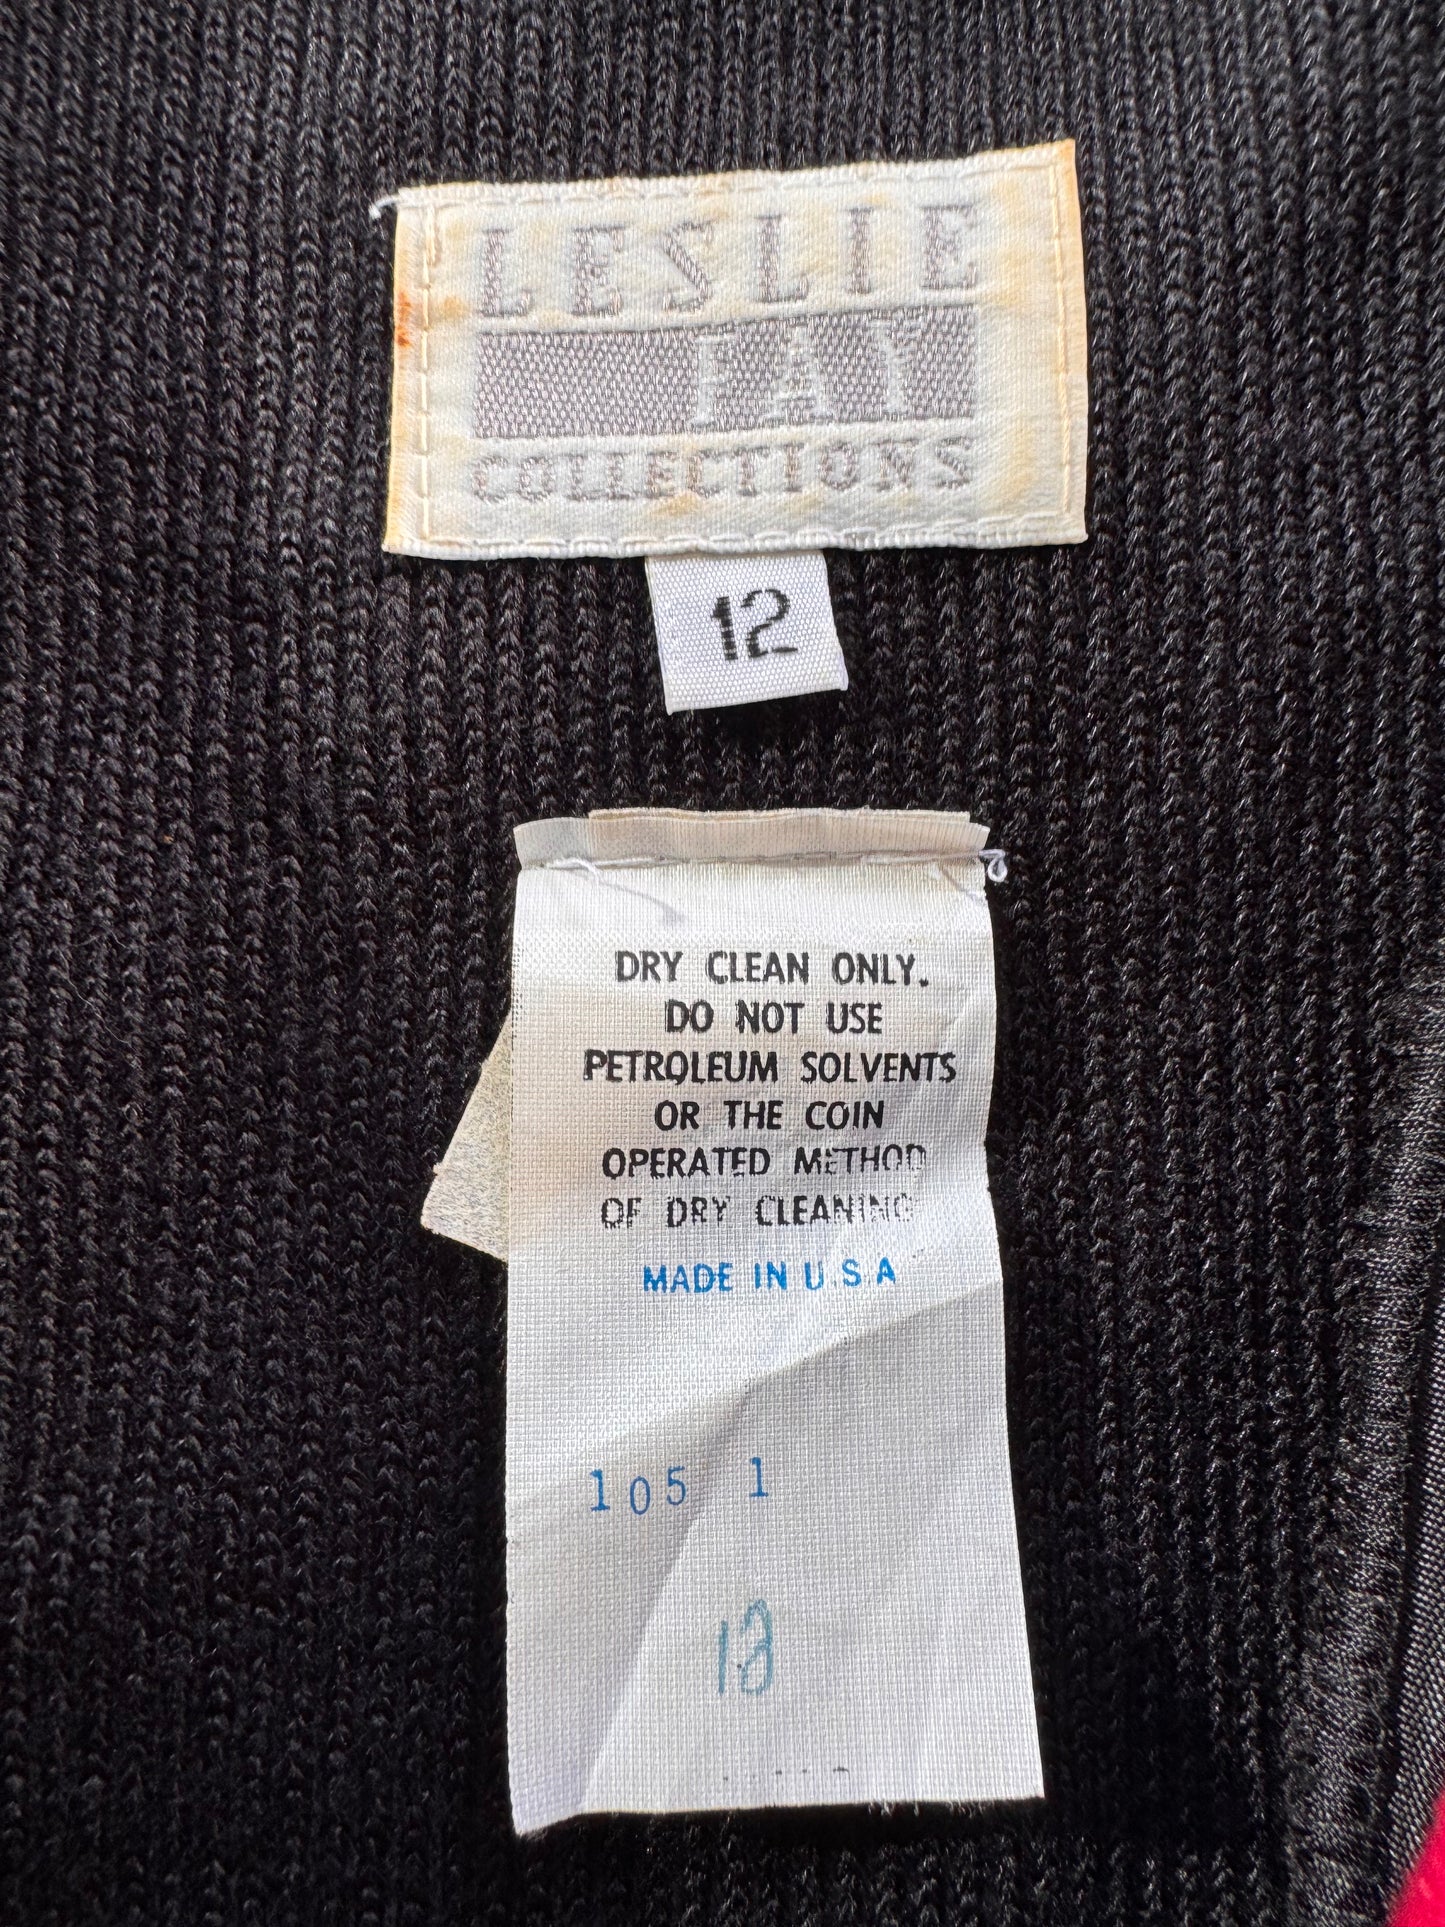 LESLIE
FAY
COLLECTIONS
12
DRY CLEAN ONLY.
DO NOT USE
PETROLEUM SOLVENTS
OR THE COIN
OPERATED METHOD
OF DRY CLEANING
MADE IN U.S.A
105 1